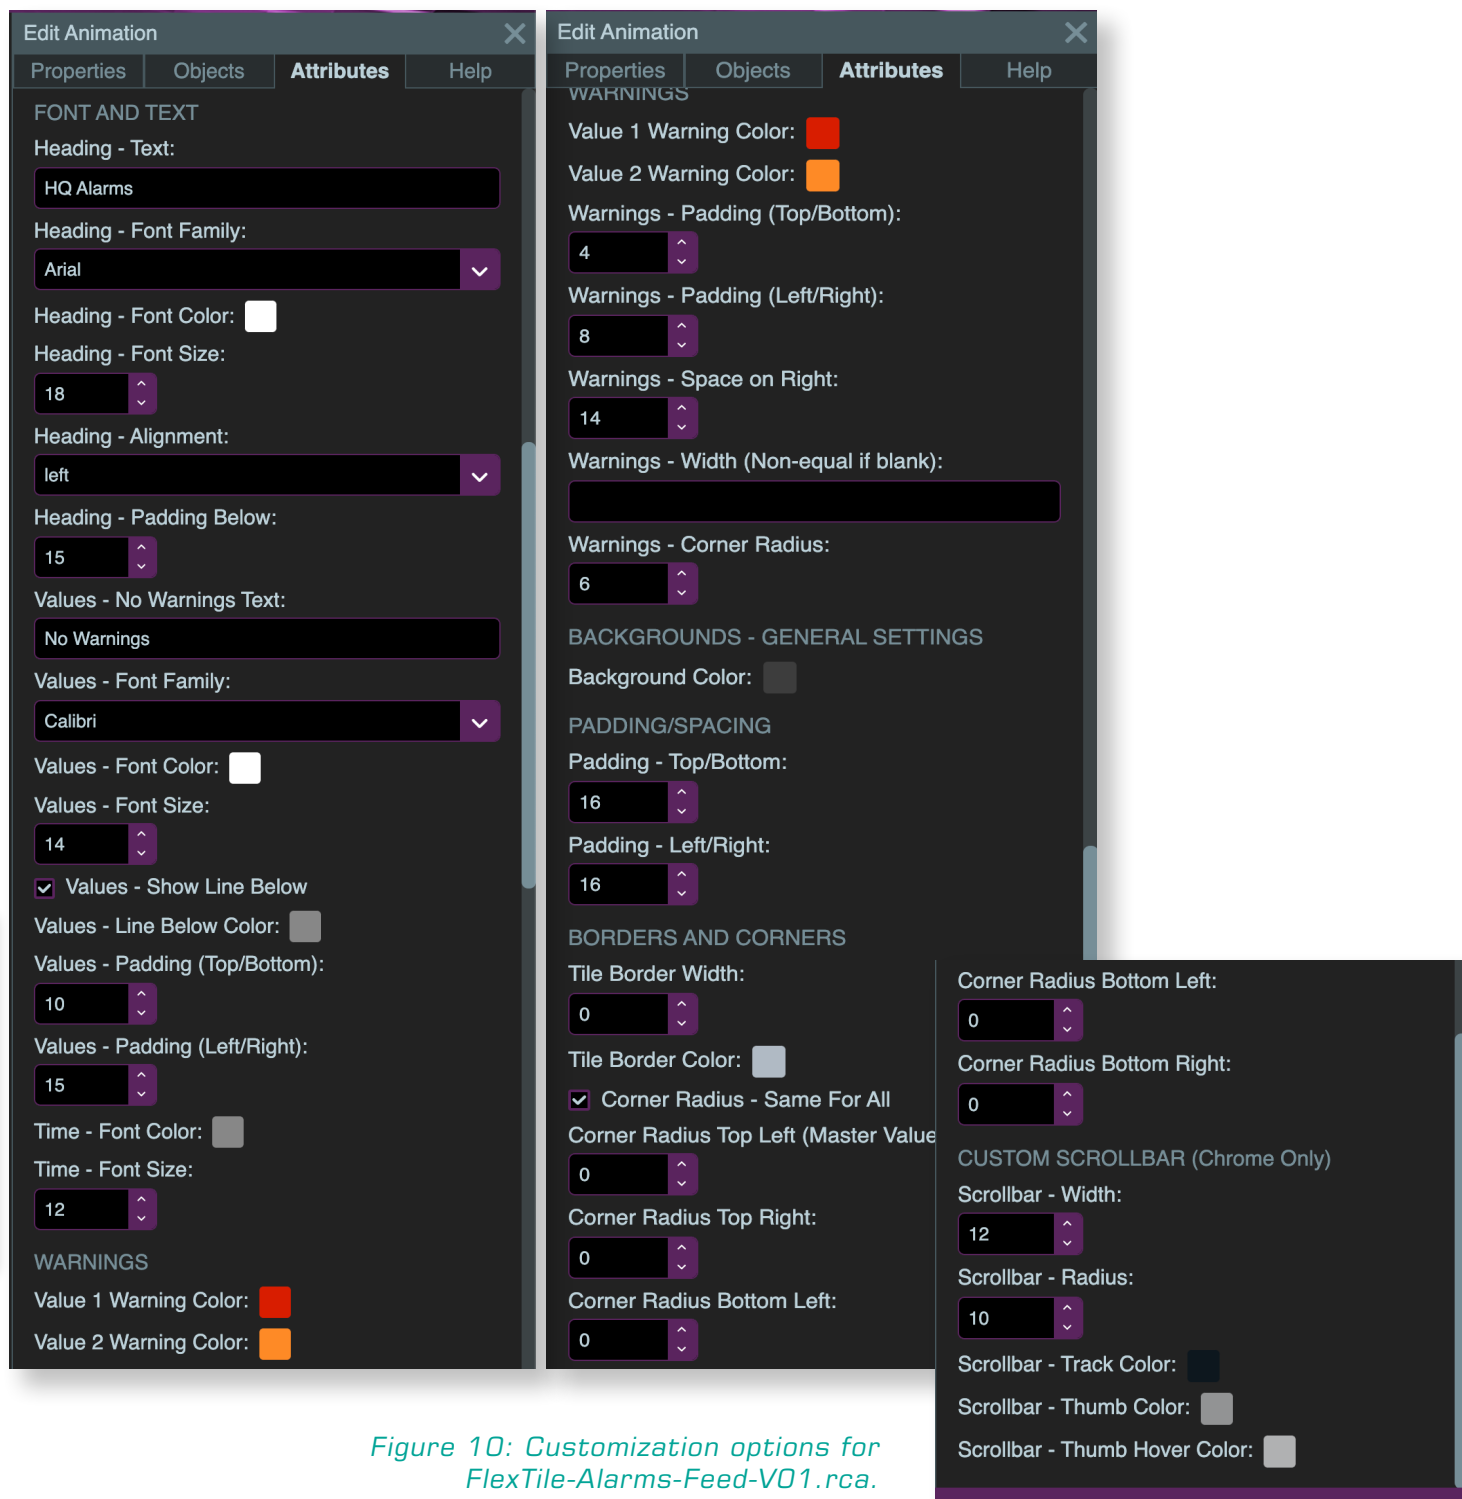 Edit Animation
Properties
Objects
Attributes
Help
FONT AND TEXT
Heading - Text:
HQ Alarms
Heading - Font Family:
Arial
Heading - Font Color:
Heading - Font Size:
18
Heading - Alignment:
left
Heading - Padding Below:
15
Values - No Warnings Text:
No Warnings
Values - Font Family:
Calibri
Values - Font Color:
Values - Font Size:
14
Values - Show Line Below
Values - Line Below Color:
Values - Padding (Top/Bottom):
10
Values - Padding (Left/Right):
15
Time - Font Color:
Time - Font Size:
12
WARNINGS
Value 1 Warning Color:
Value 2 Warning Color:
Edit Animation
Properties
Objects
Attributes
Help
WARNINGS
Value 1 Warning Color:
Value 2 Warning Color:
Warnings - Padding (Top/Bottom):
4
Warnings - Padding (Left/Right):
8
Warnings - Space on Right:
14
Warnings - Width (Non-equal if blank):
Warnings - Corner Radius:
6
BACKGROUNDS - GENERAL SETTINGS
Background Color:
PADDING/SPACING
Padding - Top/Bottom:
16
Padding - Left/Right:
16
BORDERS AND CORNERS
Tile Border Width:
0
Tile Border Color:
Corner Radius - Same For All
Corner Radius Top Left (Master Value
0
Corner Radius Top Right:
0
Corner Radius Bottom Left:
0
Corner Radius Bottom Left:
0
Corner Radius Bottom Right:
0
CUSTOM SCROLLBAR (Chrome Only)
Scrollbar - Width:
12
Scrollbar - Radius:
10
Scrollbar - Track Color:
Scrollbar - Thumb Color:
Scrollbar - Thumb Hover Color:
Figure 10: Customization options for
FlexTile-Alarms-Feed-V01.rca.